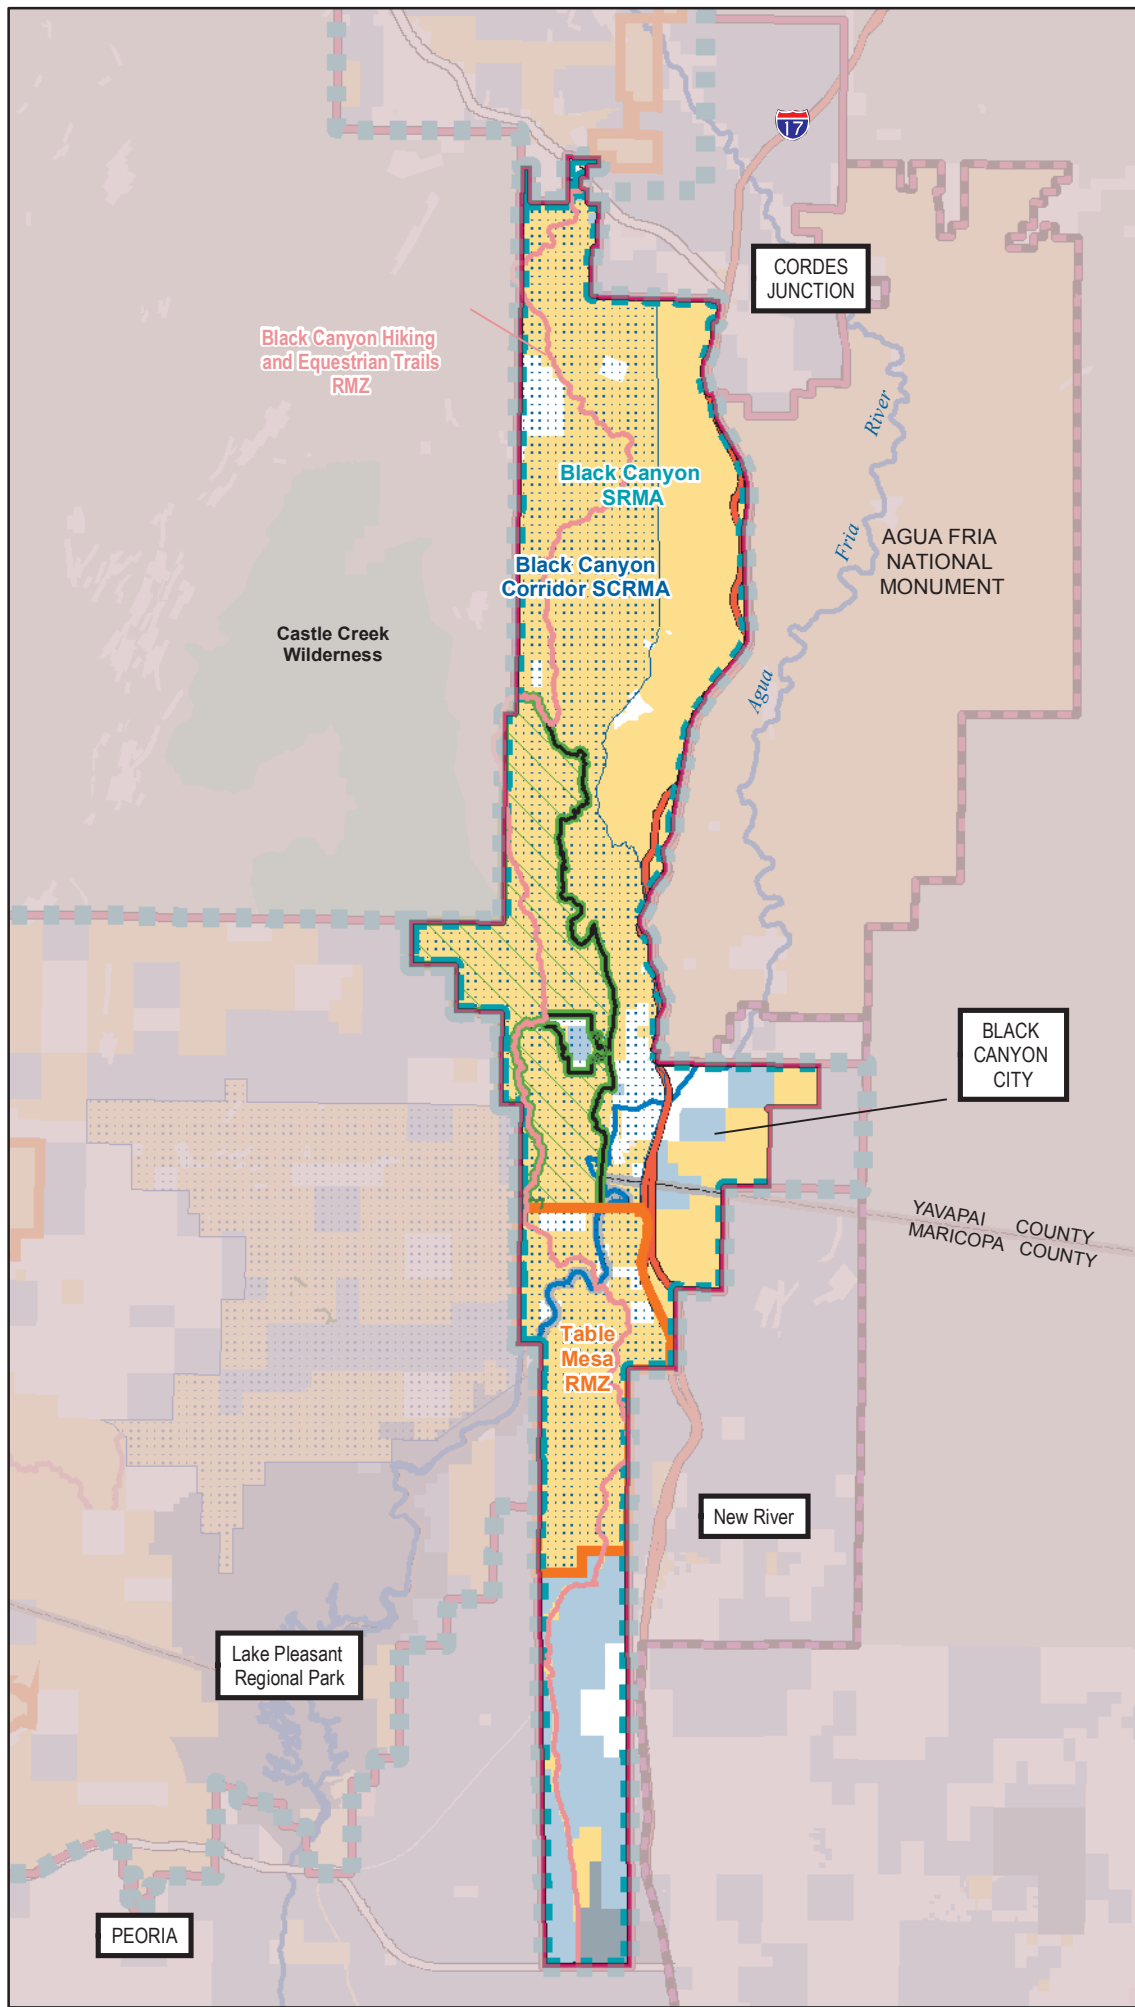 17
CORDES
JUNCTION
Black Canyon Hiking
and Equestrian Trails
RMZ
River
Black Canyon
SRMA
Fria
AGUA FRIA
NATIONAL
MONUMENT
Black Canyon
Corridor SCRMA
Castle Creek
Wilderness
Agua
BLACK
CANYON
CITY
YAVAPAI COUNTY
MARICOPA COUNTY
Table
Mesa
RMZ
New River
Lake Pleasant
Regional Park
PEORIA